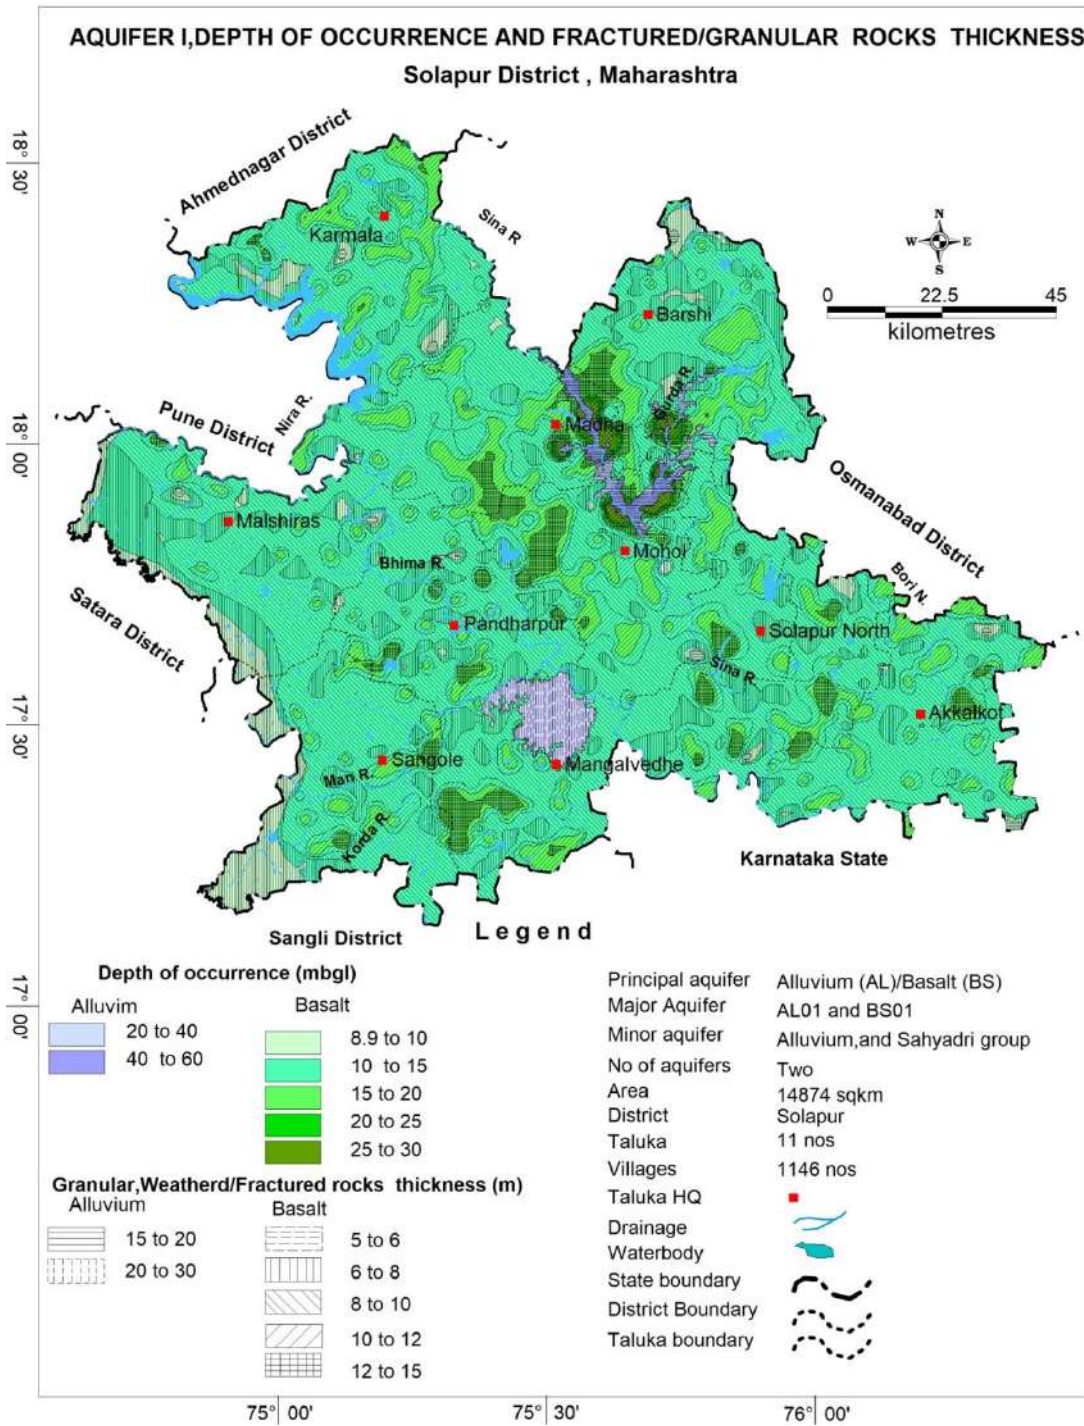 AQUIFER I,DEPTH OF OCCURRENCE AND FRACTURED/GRANULAR ROCKS THICKNESS
Solapur District , Maharashtra
18° 30'
Ahmednagar District
Sina R
Karmala
N
W E
S
0 22.5 45
kilometres
Barshi
Nira R.
Pune District
Gurda R.
Madha
18° 00'
Osmanabad District
Malshiras
Mohol
Bhima R.
Bori N.
Satara District
Pandharpur
Solapur North
Sina R.
Akkalkot
17° 30'
Sangole
Mangalvedhe
Man R.
Korda R.
Karnataka State
Sangli District
Legend
17° 00'
Depth of occurrence (mbgl)
Alluvim
20 to 40
40 to 60
Basalt
8.9 to 10
10 to 15
15 to 20
20 to 25
25 to 30
Granular,Weatherd/Fractured rocks thickness (m)
Alluvium
15 to 20
20 to 30
Basalt
5 to 6
6 to 8
8 to 10
10 to 12
12 to 15
Principal aquifer Alluvium (AL)/Basalt (BS)
Major Aquifer AL01 and BS01
Minor aquifer Alluvium,and Sahyadri group
No of aquifers Two
Area 14874 sqkm
District Solapur
Taluka 11 nos
Villages 1146 nos
Taluka HQ
Drainage
Waterbody
State boundary
District Boundary
Taluka boundary
75° 00' 75° 30' 76° 00'